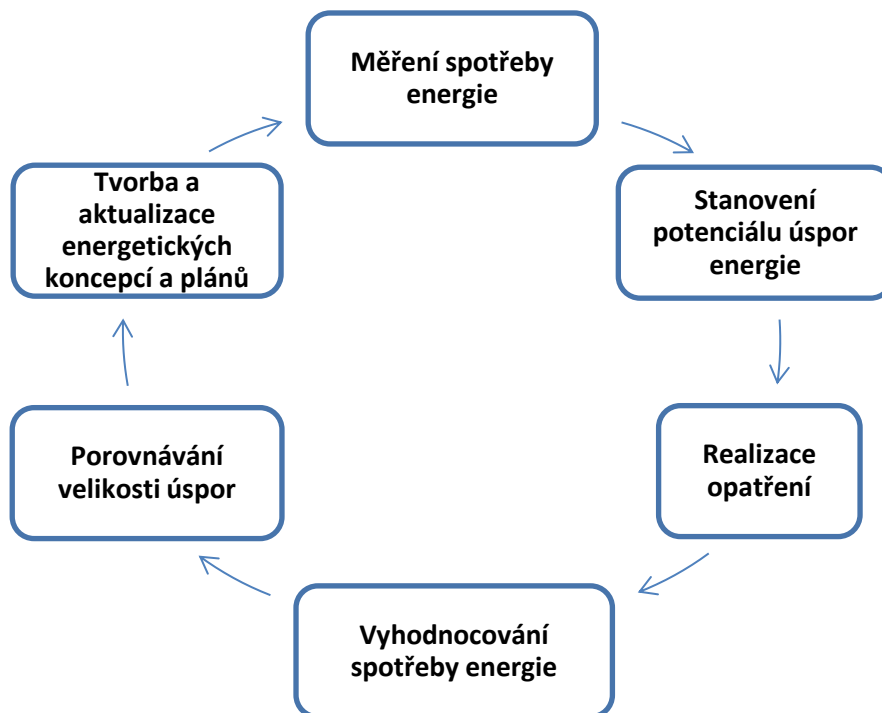 Měření spotřeby
energie
Stanovení
potenciálu úspor
energie
Realizace
opatření
Vyhodnocování
spotřeby energie
Porovnávání
velikosti úspor
Tvorba a
aktualizace
energetických
koncepcí a plánů